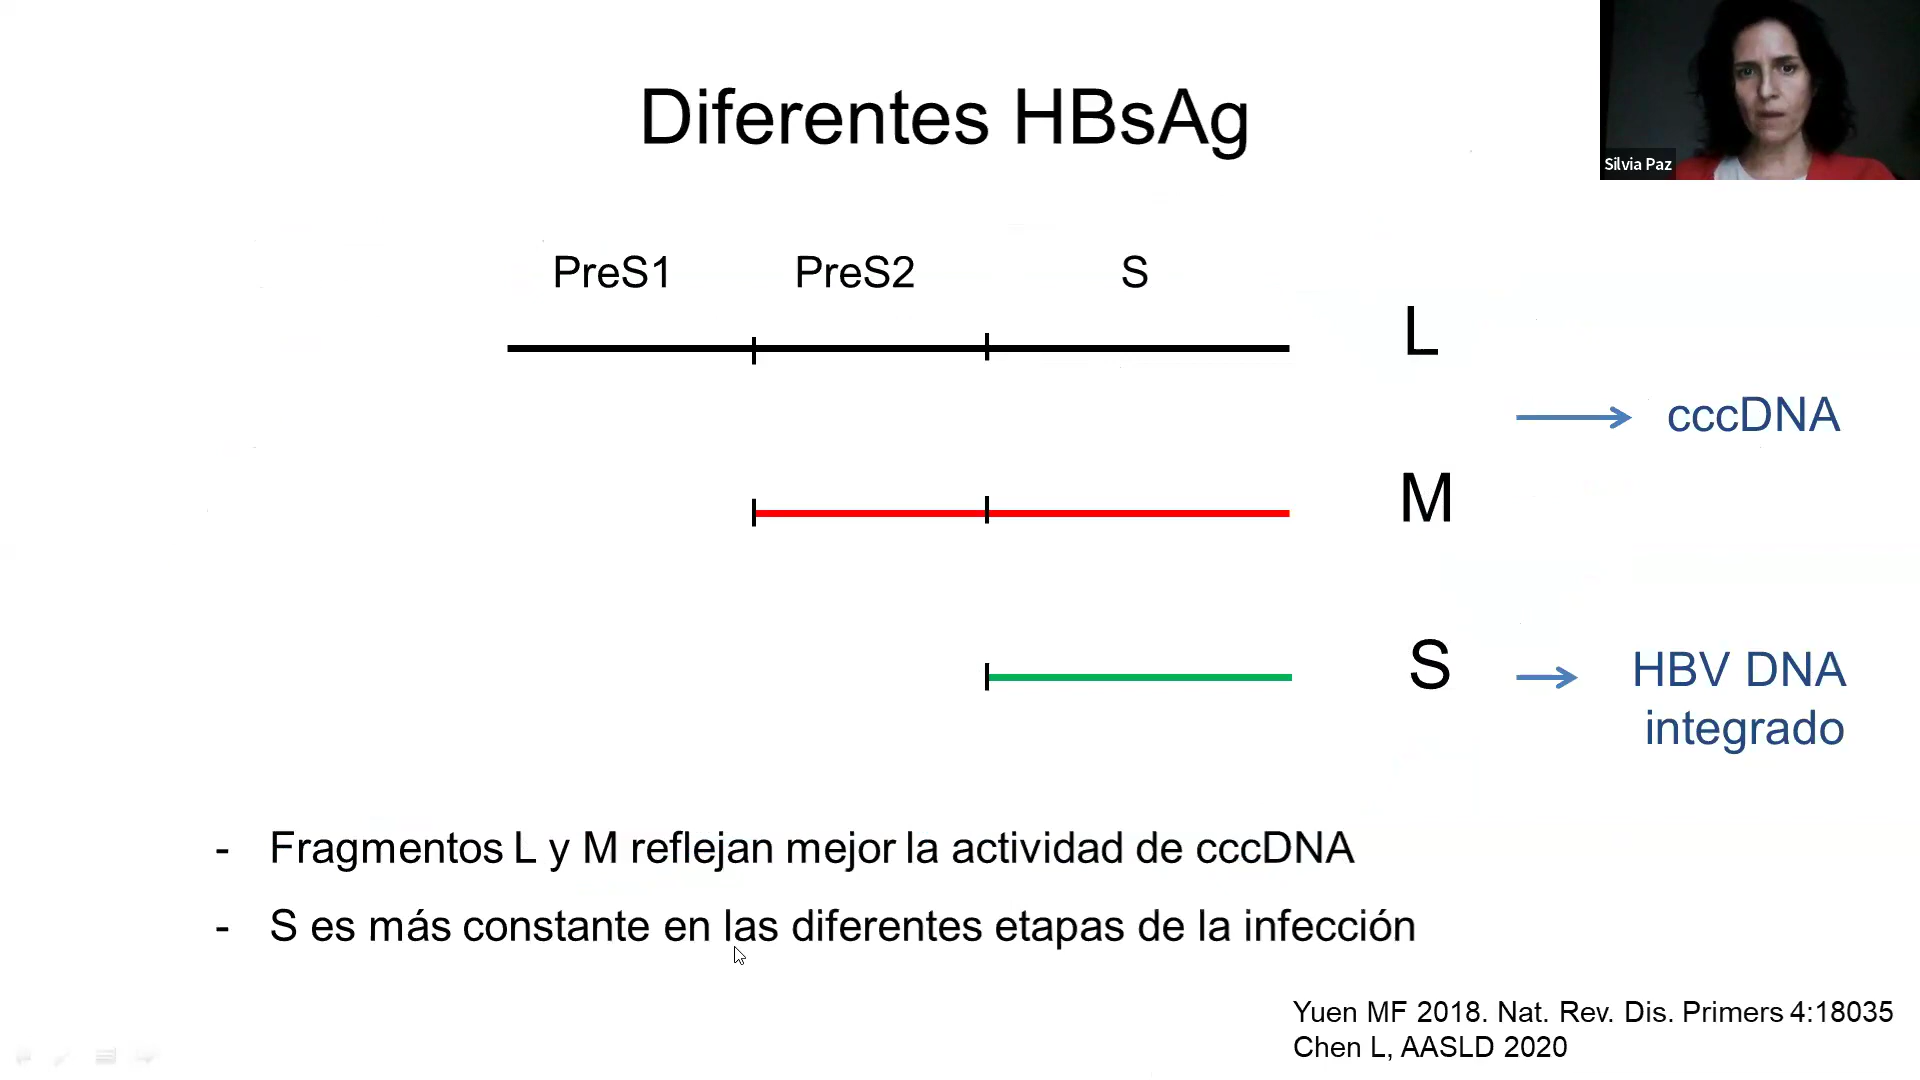 Diferentes HBsAg
Silvia Paz
PreS1 PreS2 S
L
cccDNA
M
S
HBV DNA
integrado
- Fragmentos L y M reflejan mejor la actividad de cccDNA
- S es más constante en las diferentes etapas de la infección
Yuen MF 2018. Nat. Rev. Dis. Primers 4:18035
Chen L, AASLD 2020